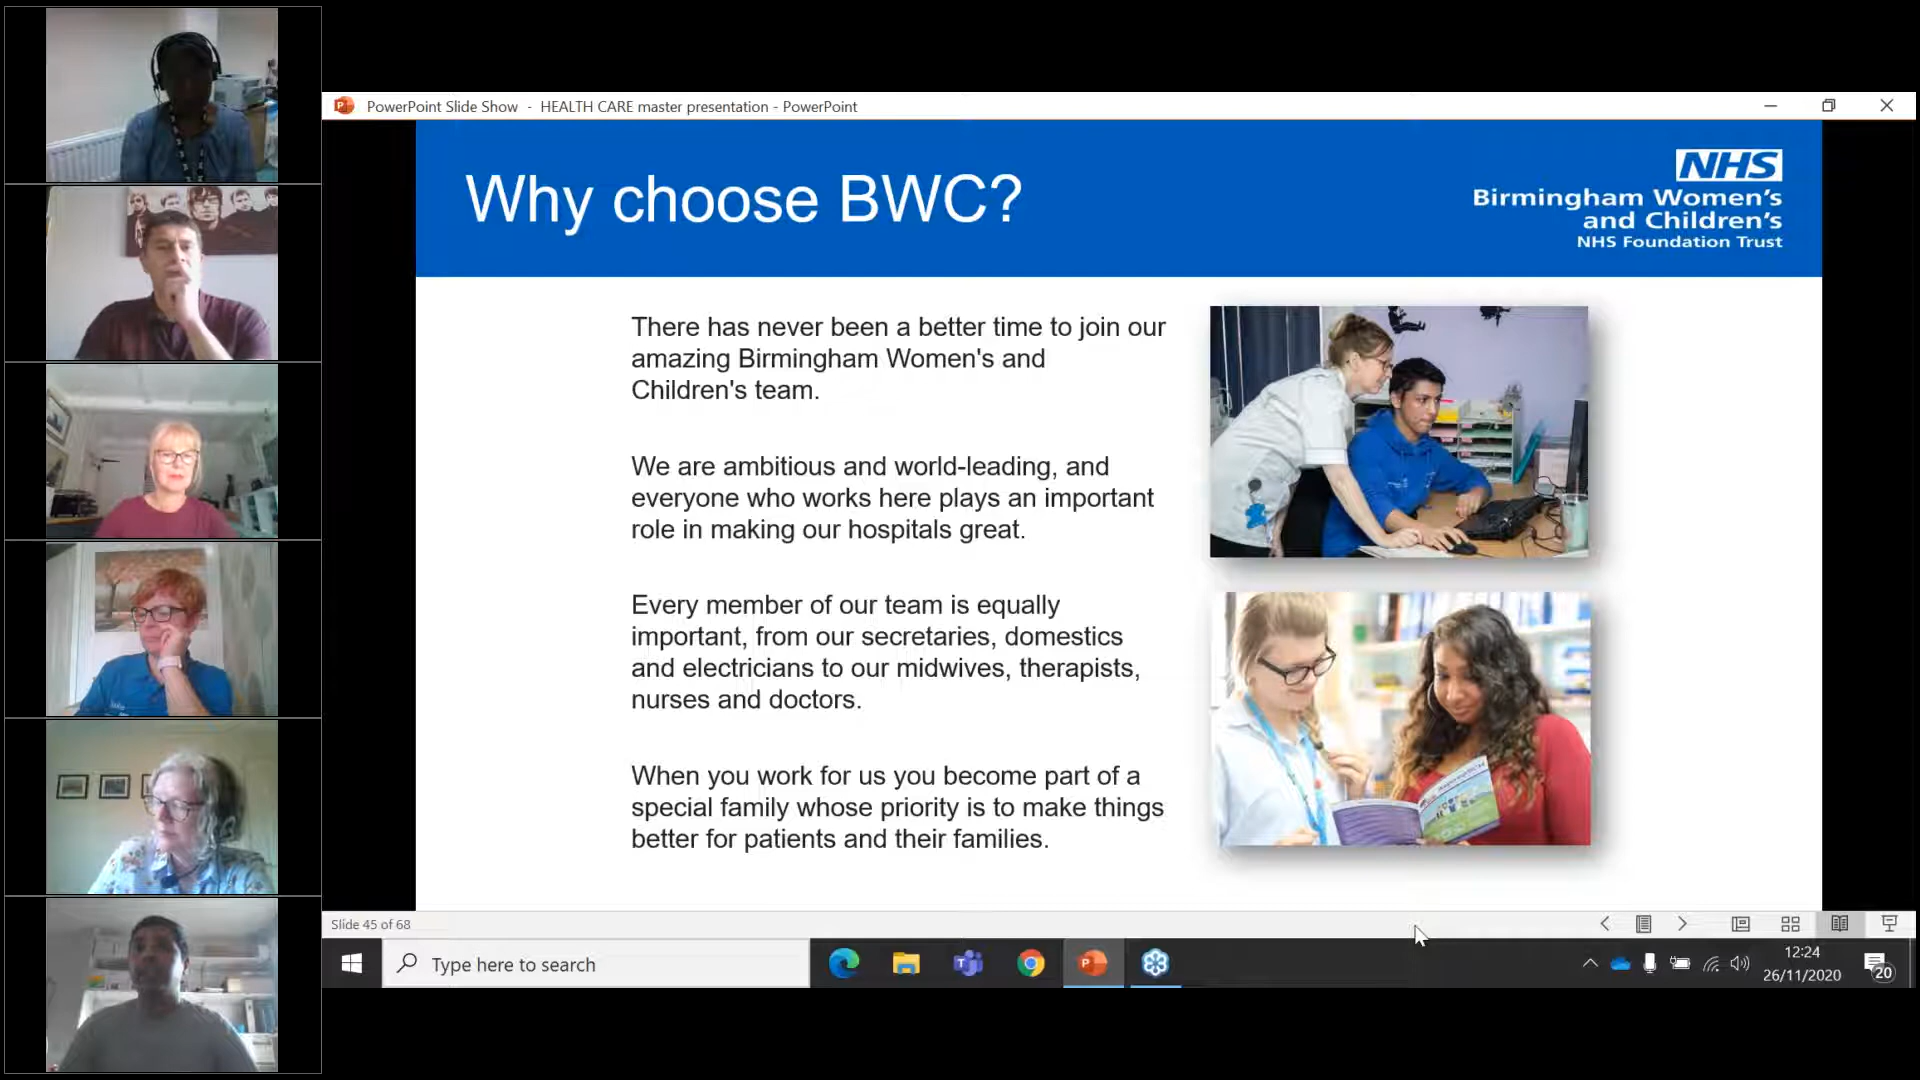 PowerPoint Slide Show - HEALTH CARE master presentation - PowerPoint
Why choose BWC?
NHS
Birmingham Women's
and Children's
NHS Foundation Trust
There has never been a better time to join our
amazing Birmingham Women's and
Children's team.
We are ambitious and world-leading, and
everyone who works here plays an important
role in making our hospitals great.
Every member of our team is equally
important, from our secretaries, domestics
and electricians to our midwives, therapists,
nurses and doctors.
When you work for us you become part of a
special family whose priority is to make things
better for patients and their families.
Slide 45 of 68
Type here to search
12:24
26/11/2020
20